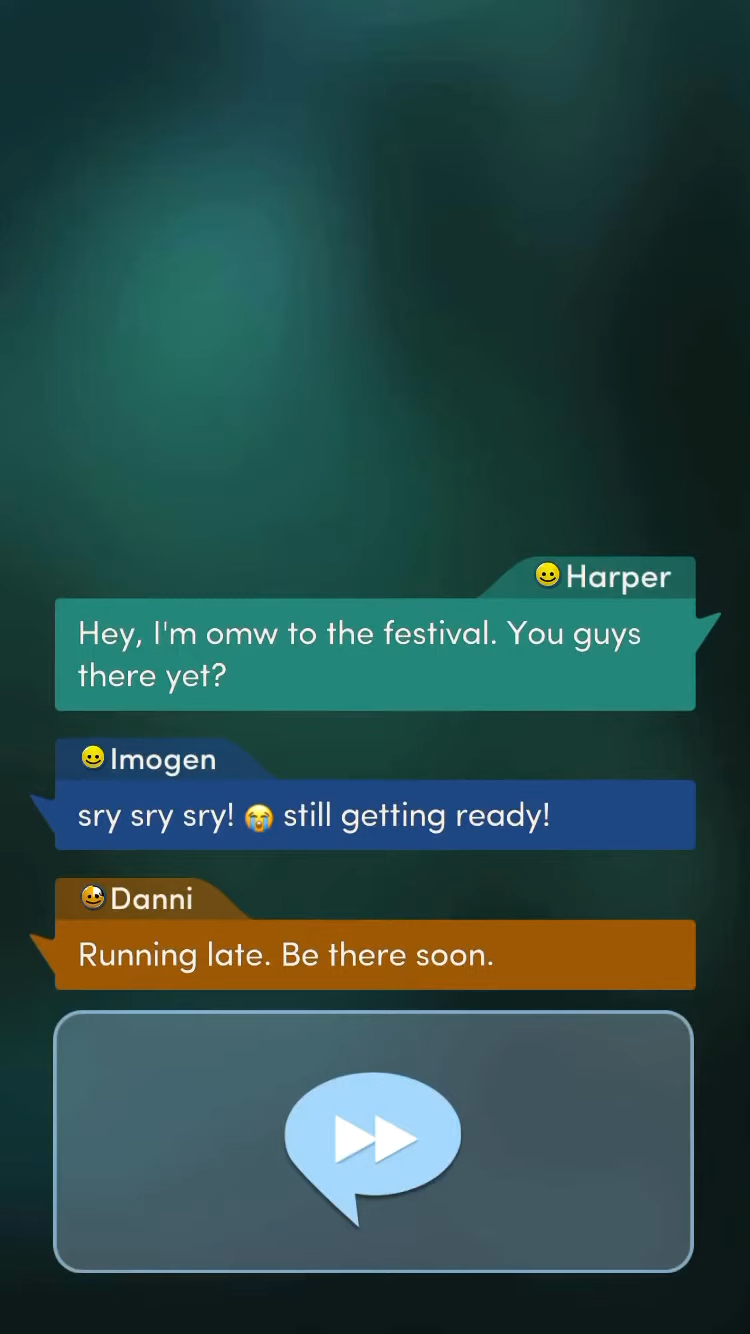 Harper
Hey, I'm omw to the festival. You guys
there yet?
Imogen
sry sry sry! 😭 still getting ready!
Danni
Running late. Be there soon.